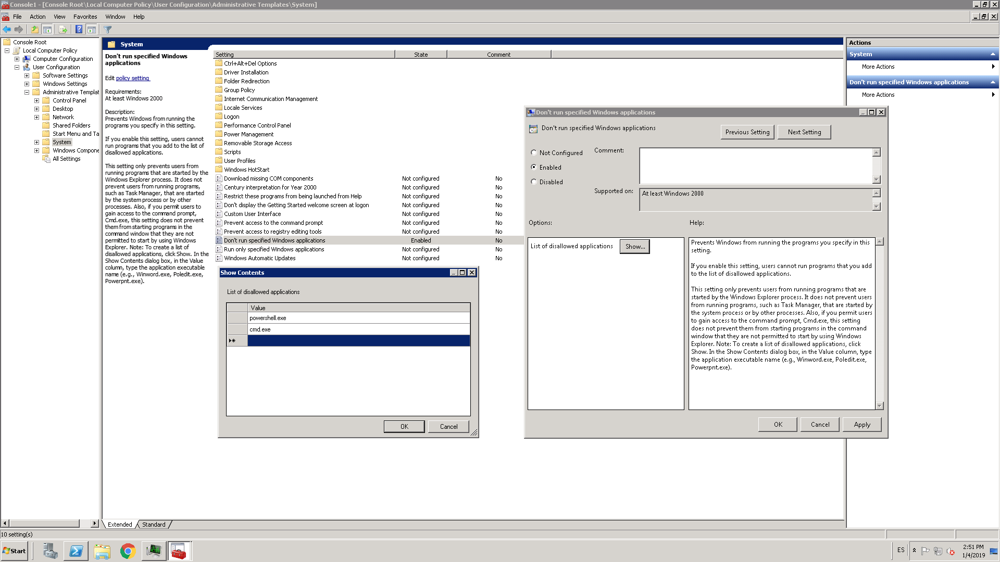 Console1 - [Console Root\Local Computer Policy\User Configuration\Administrative Templates\System]
File Action View Favorites Window Help
Console Root
Local Computer Policy
Computer Configuration
User Configuration
Software Settings
Windows Settings
Administrative Templat
Control Panel
Desktop
Network
Shared Folders
Start Menu and Ta
System
Windows Compone
All Settings
System
Don't run specified Windows
applications
Edit policy setting
Requirements:
At least Windows 2000
Description:
Prevents Windows from running the
programs you specify in this setting.
If you enable this setting, users cannot
run programs that you add to the list of
disallowed applications.
This setting only prevents users from
running programs that are started by the
Windows Explorer process. It does not
prevent users from running programs,
such as Task Manager, that are started
by the system process or by other
processes. Also, if you permit users to
gain access to the command prompt,
Cmd.exe, this setting does not prevent
them from starting programs in the
command window that they are not
permitted to start by using Windows
Explorer. Note: To create a list of
disallowed applications, click Show. In the
Show Contents dialog box, in the Value
column, type the application executable
name (e.g., Winword.exe, Poledit.exe,
Powerpnt.exe).
Setting State Comment
Ctrl+Alt+Del Options
Driver Installation
Folder Redirection
Group Policy
Internet Communication Management
Locale Services
Logon
Performance Control Panel
Power Management
Removable Storage Access
Scripts
User Profiles
Windows HotStart
Download missing COM components Not configured No
Century interpretation for Year 2000 Not configured No
Restrict these programs from being launched from Help Not configured No
Don't display the Getting Started welcome screen at logon Not configured No
Custom User Interface Not configured No
Prevent access to the command prompt Not configured No
Prevent access to registry editing tools Not configured No
Don't run specified Windows applications Enabled No
Run only specified Windows applications Not configured No
Windows Automatic Updates Not configured No
Show Contents
List of disallowed applications
Value
powershell.exe
cmd.exe
OK Cancel
Don't run specified Windows applications
Don't run specified Windows applications
Previous Setting Next Setting
Not Configured
Enabled
Disabled
Comment:
Supported on: At least Windows 2000
Options: Help:
List of disallowed applications Show...
Prevents Windows from running the programs you specify in this
setting.
If you enable this setting, users cannot run programs that you add
to the list of disallowed applications.
This setting only prevents users from running programs that are
started by the Windows Explorer process. It does not prevent users
from running programs, such as Task Manager, that are started by
the system process or by other processes. Also, if you permit users
to gain access to the command prompt, Cmd.exe, this setting
does not prevent them from starting programs in the command
window that they are not permitted to start by using Windows
Explorer. Note: To create a list of disallowed applications, click
Show. In the Show Contents dialog box, in the Value column, type
the application executable name (e.g., Winword.exe, Poledit.exe,
Powerpnt.exe).
OK Cancel Apply
Actions
System
More Actions
Don't run specified Windows applications
More Actions
Extended Standard
10 setting(s)
Start
ES
2:51 PM
1/4/2019